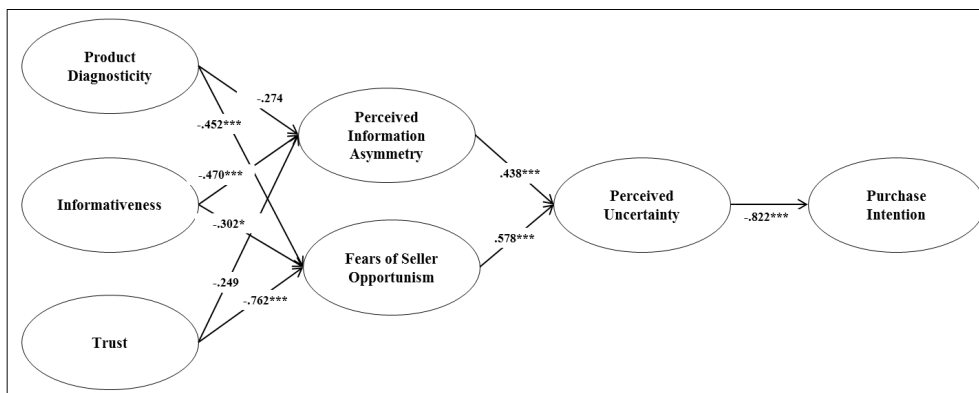 Product
Diagnosticity
-.274
-.452***
Perceived
Information
Asymmetry
-.470***
.438***
Informativeness
-.302*
Perceived
Uncertainty
-.822***
Purchase
Intention
.578***
Fears of Seller
Opportunism
-.249
-.762***
Trust